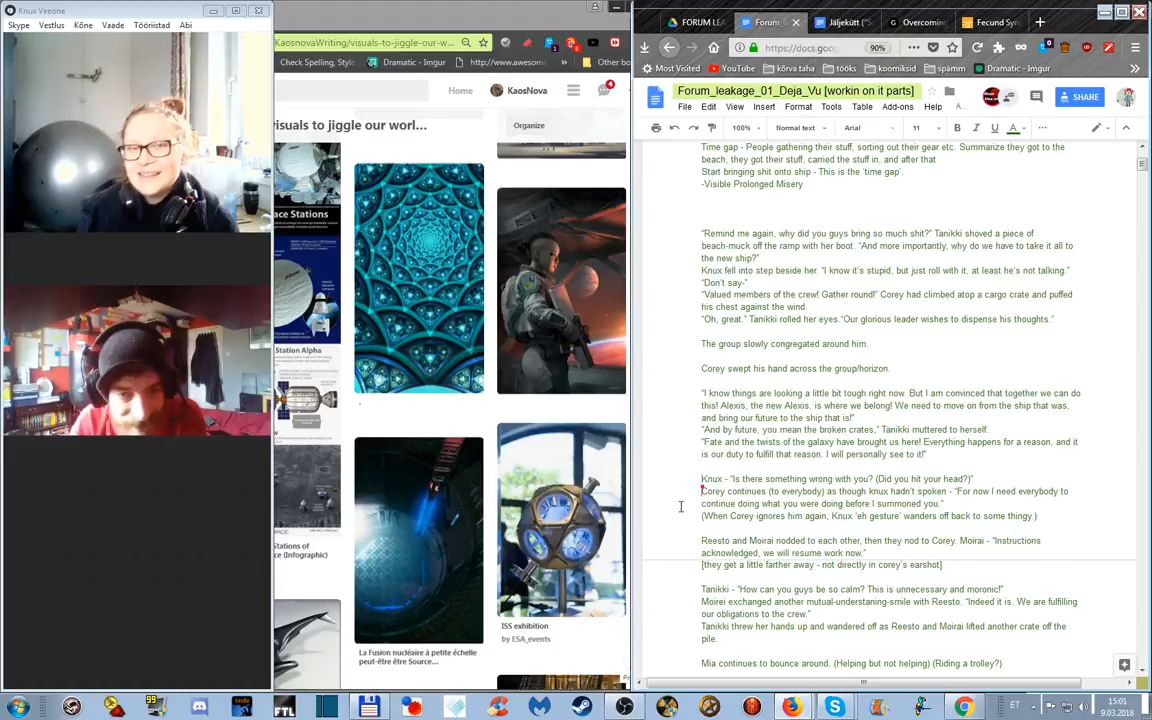 Knux Veeone
Skype Vestlus Kõne Vaade Tööriistad Abi
KaosnovaWriting/visuals-to-jiggle-our-w...
Check Spelling, Style, Dramatic - Imgur http://www.awesome Other bo
Home KaosNova 4
visuals to jiggle our worl...
Organize
ace Stations
Station Alpha
PACE:
Stations of
e (Infographic)
La Fusion nucléaire à petite échelle
peut-être être Source...
ISS exhibition
by ESA_events
FORUM LEA Forum_ Jäljekütt ("S Overcomine Fecund Syn
https://docs.goog 90%
Most Visited YouTube kõrva taha tööks koomiksid spämm Dramatic - Imgur
Forum_leakage_01_Deja_Vu [workin on it parts]
File Edit View Insert Format Tools Table Add-ons Help A...
SHARE
100% Normal text Arial 11 B I U A
Time gap - People gathering their stuff, sorting out their gear etc. Summarize they got to the
beach, they got their stuff, carried the stuff in, and after that
Start bringing shit onto ship - This is the 'time gap'.
-Visible Prolonged Misery
“Remind me again, why did you guys bring so much shit?” Tanikki shoved a piece of
beach-muck off the ramp with her boot. “And more importantly, why do we have to take it all to
the new ship?”
Knux fell into step beside her. “I know it's stupid, but just roll with it, at least he's not talking.”
“Don't say-”
“Valued members of the crew! Gather round!” Corey had climbed atop a cargo crate and puffed
his chest against the wind.
“Oh, great.” Tanikki rolled her eyes.“Our glorious leader wishes to dispense his thoughts.”
The group slowly congregated around him.
Corey swept his hand across the group/horizon.
“I know things are looking a little bit tough right now. But I am convinced that together we can do
this! Alexis, the new Alexis, is where we belong! We need to move on from the ship that was,
and bring our future to the ship that is!”
“And by future, you mean the broken crates,” Tanikki muttered to herself.
“Fate and the twists of the galaxy have brought us here! Everything happens for a reason, and it
is our duty to fulfill that reason. I will personally see to it!”
Knux - “Is there something wrong with you? (Did you hit your head?)”
Corey continues (to everybody) as though knux hadn't spoken - “For now I need everybody to
continue doing what you were doing before I summoned you.”
(When Corey ignores him again, Knux 'eh gesture' wanders off back to some thingy.)
Reesto and Moirai nodded to each other, then they nod to Corey. Moirai - “Instructions
acknowledged, we will resume work now.”
[they get a little farther away - not directly in corey's earshot]
Tanikki - “How can you guys be so calm? This is unnecessary and moronic!”
Moirei exchanged another mutual-understaning-smile with Reesto. “Indeed it is. We are fulfilling
our obligations to the crew.”
Tanikki threw her hands up and wandered off as Reesto and Moirai lifted another crate off the
pile.
Mia continues to bounce around. (Helping but not helping) (Riding a trolley?)
99 kindle FTL ET 15:01
9.03.2018